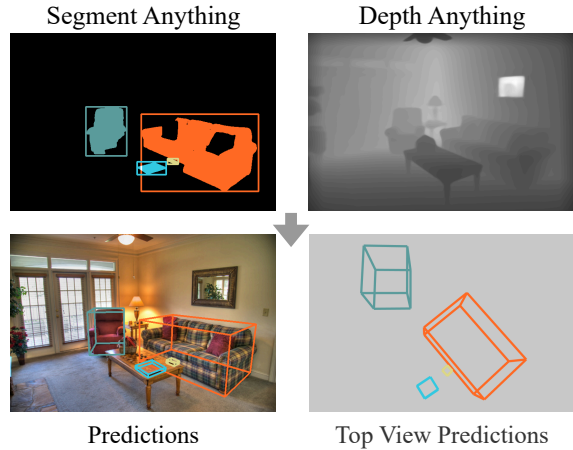 Segment Anything
Depth Anything
Predictions
Top View Predictions